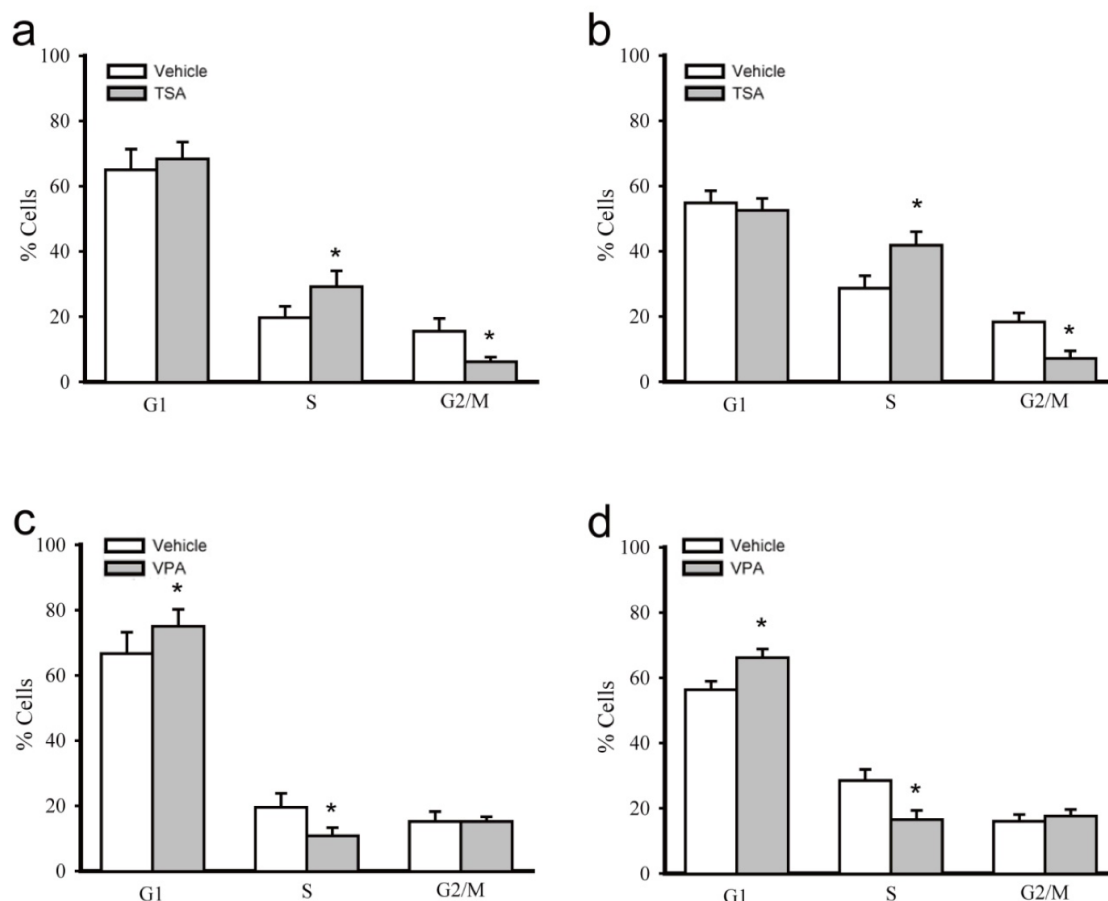 a
100
80
60
40
20
0
% Cells
Vehicle
TSA
*
*
G1
S
G2/M
b
100
80
60
40
20
0
% Cells
Vehicle
TSA
*
*
G1
S
G2/M
c
100
80
60
40
20
0
% Cells
Vehicle
VPA
*
*
G1
S
G2/M
d
100
80
60
40
20
0
% Cells
Vehicle
VPA
*
*
G1
S
G2/M